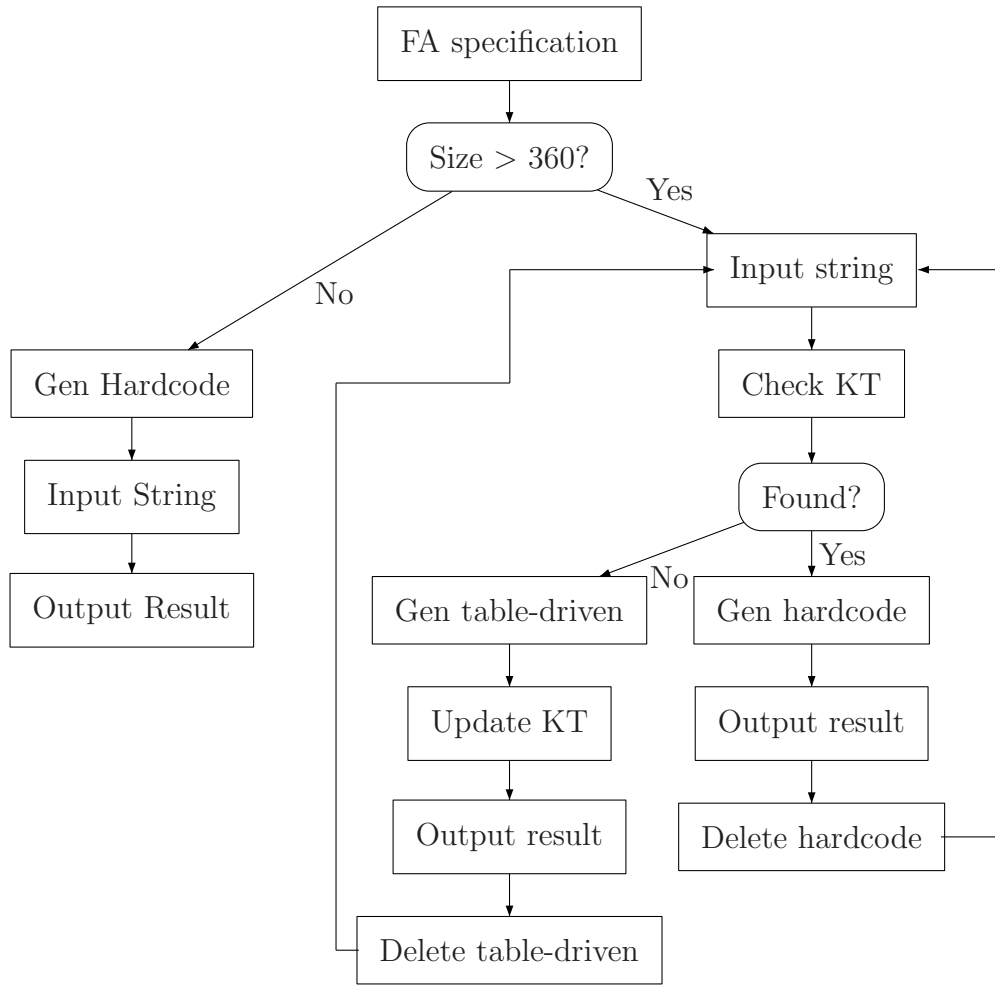 FA specification
Size > 360?
Yes
Input string
No
Gen Hardcode
Check KT
Input String
Found?
Yes
No
Output Result
Gen table-driven
Gen hardcode
Update KT
Output result
Output result
Delete hardcode
Delete table-driven